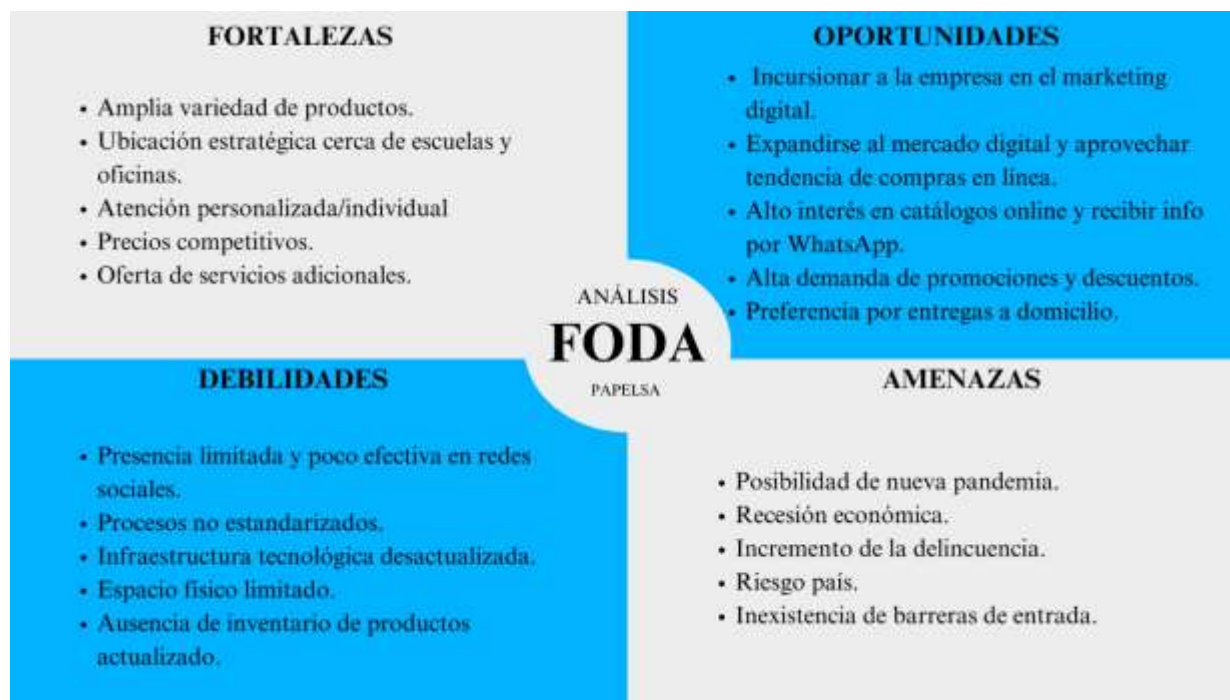 FORTALEZAS
• Amplia variedad de productos.
• Ubicación estratégica cerca de escuelas y
oficinas.
• Atención personalizada/individual
• Precios competitivos.
• Oferta de servicios adicionales.
OPORTUNIDADES
• Incursionar a la empresa en el marketing
digital.
• Expandirse al mercado digital y aprovechar
tendencia de compras en línea.
• Alto interés en catálogos online y recibir info
por WhatsApp.
• Alta demanda de promociones y descuentos.
• Preferencia por entregas a domicilio.
ANÁLISIS
FODA
PAPELSA
DEBILIDADES
• Presencia limitada y poco efectiva en redes
sociales.
• Procesos no estandarizados.
• Infraestructura tecnológica desactualizada.
• Espacio físico limitado.
• Ausencia de inventario de productos
actualizado.
AMENAZAS
• Posibilidad de nueva pandemia.
• Recesión económica.
• Incremento de la delincuencia.
• Riesgo país.
• Inexistencia de barreras de entrada.